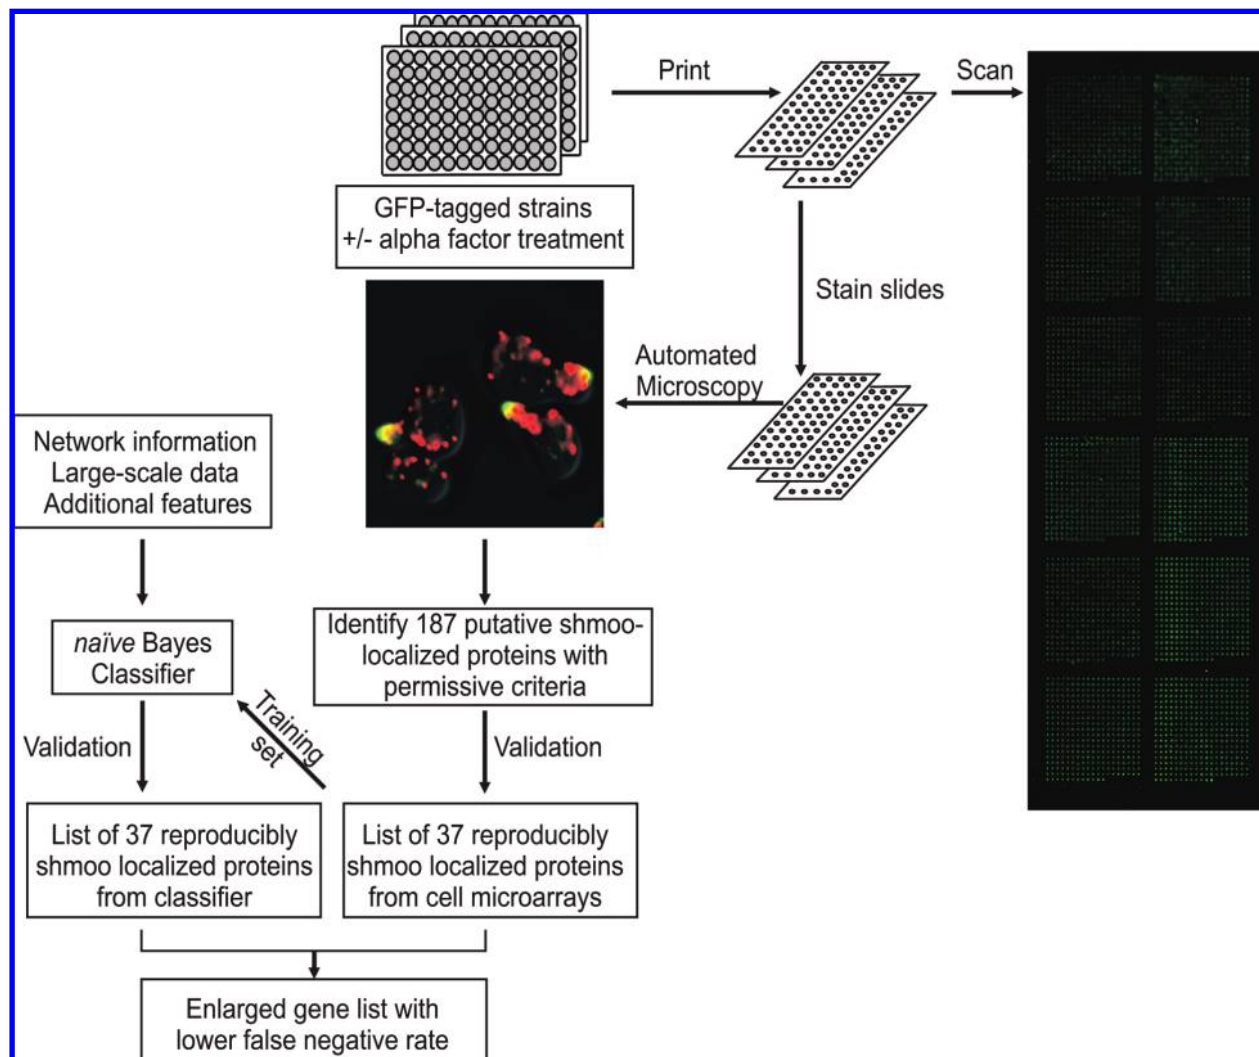 Print
Scan
GFP-tagged strains
+/- alpha factor treatment
Stain slides
Automated
Microscopy
Network information
Large-scale data
Additional features
naïve Bayes
Classifier
Identify 187 putative shmoo-
localized proteins with
permissive criteria
Training
set
Validation
Validation
List of 37 reproducibly
shmoo localized proteins
from classifier
List of 37 reproducibly
shmoo localized proteins
from cell microarrays
Enlarged gene list with
lower false negative rate